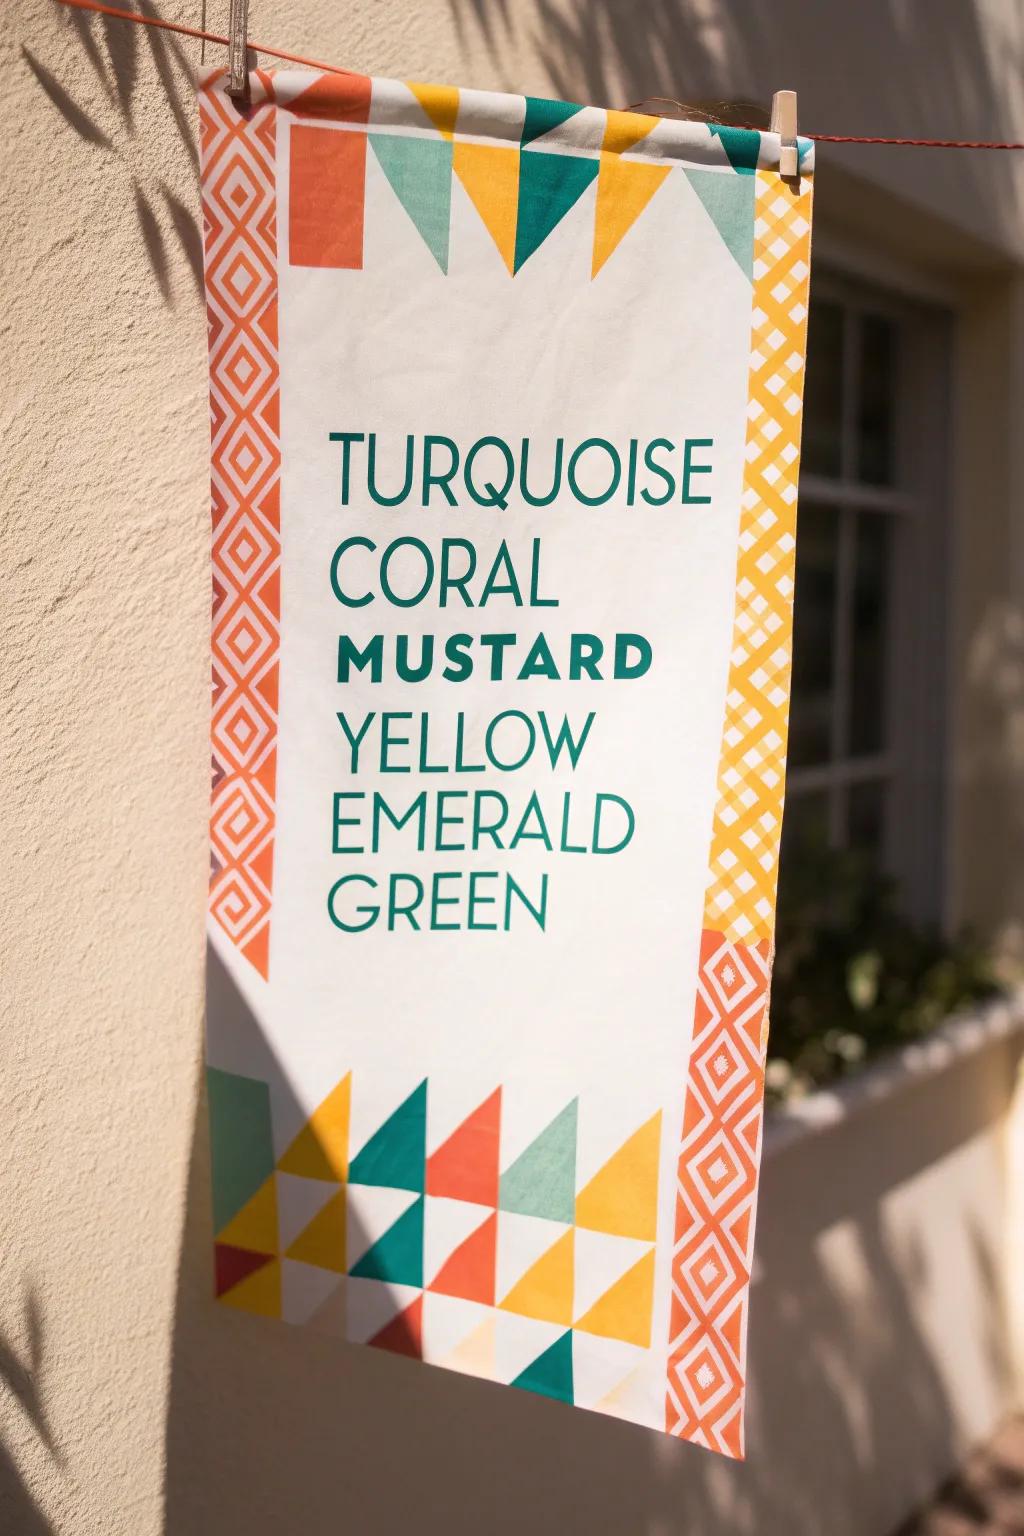 TURQUOISE
CORAL
MUSTARD
YELLOW
EMERALD
GREEN